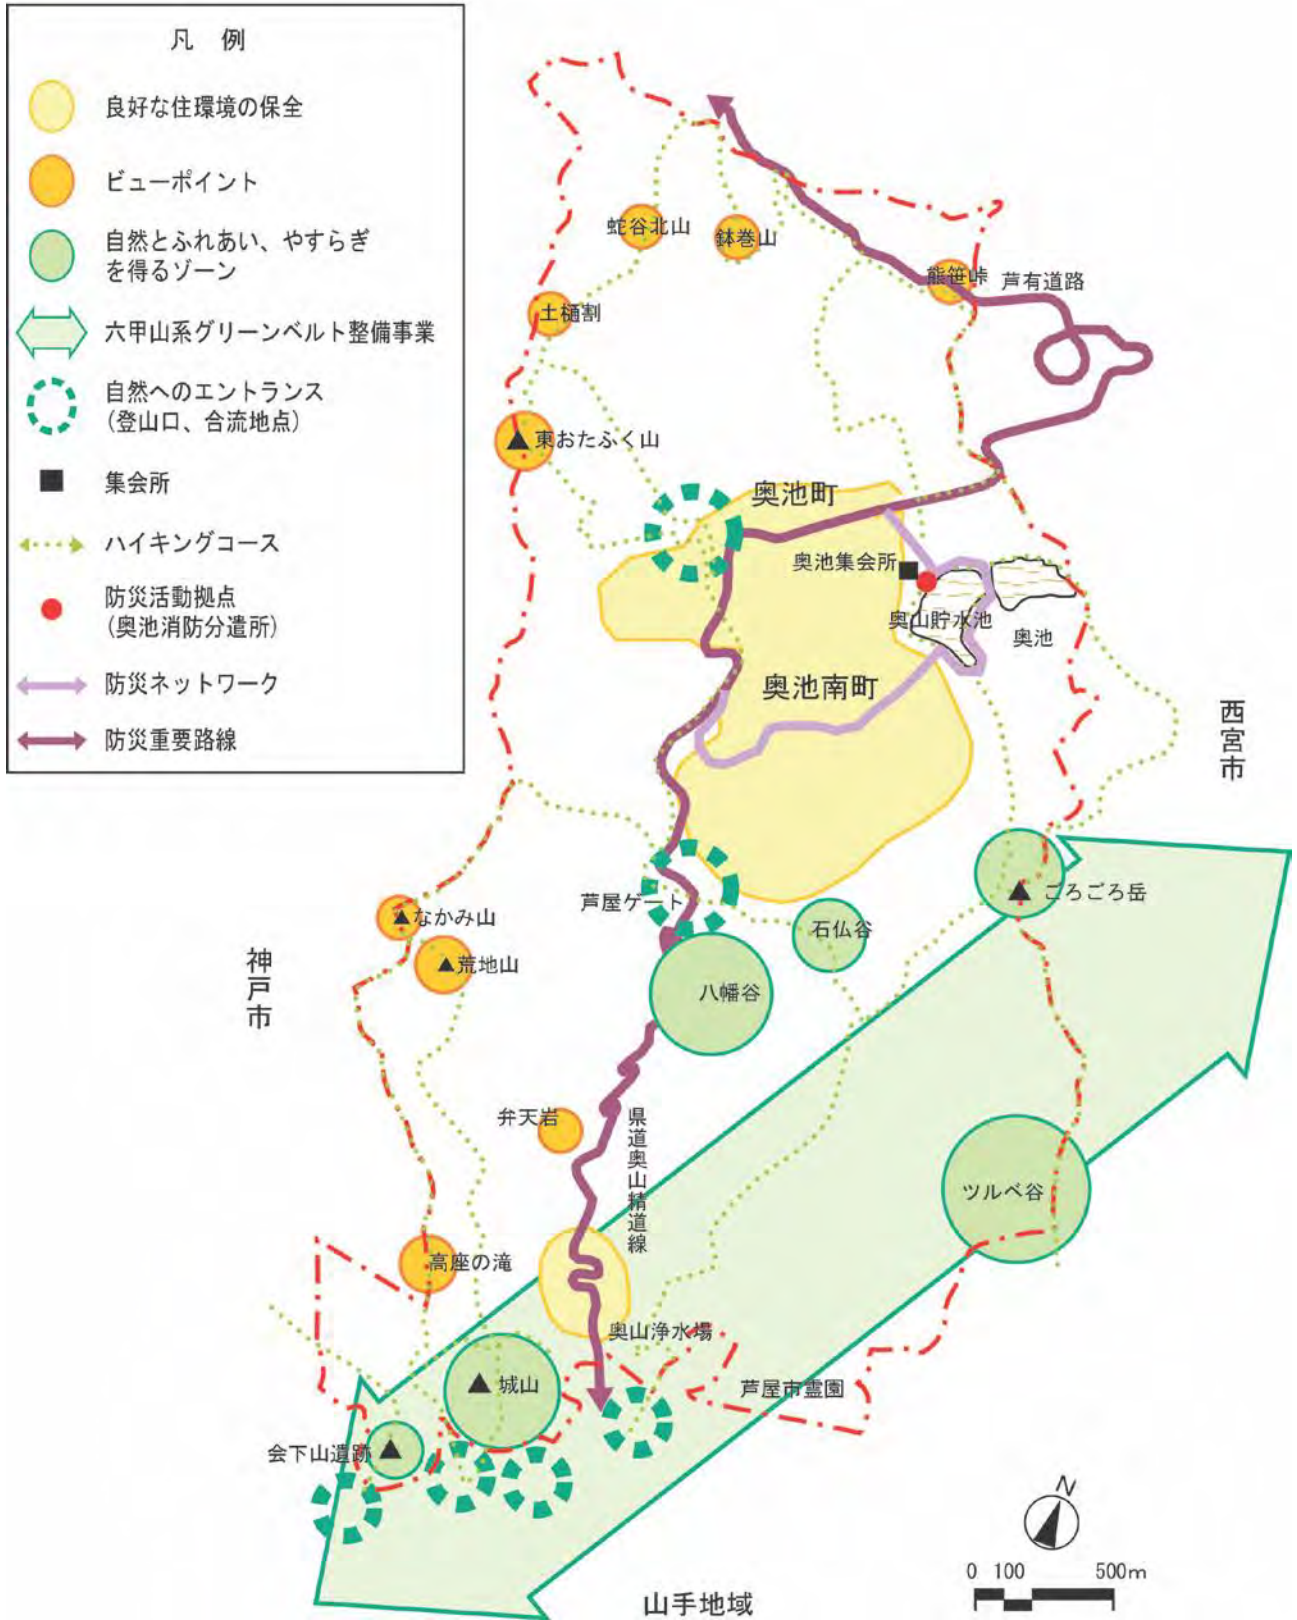 凡　例
良好な住環境の保全
ビューポイント
自然とふれあい、やすらぎ
を得るゾーン
六甲山系グリーンベルト整備事業
自然へのエントランス
(登山口、合流地点)
集会所
ハイキングコース
防災活動拠点
(奥池消防分遣所)
防災ネットワーク
防災重要路線
蛇谷北山
鉢巻山
熊笹峠
芦有道路
土樋割
東おたふく山
奥池町
奥池集会所
奥山貯水池
奥池
奥池南町
西宮市
芦屋ゲート
ごろごろ岳
なかみ山
石仏谷
荒地山
神戸市
八幡谷
弁天岩
県道奥山精道線
ツルベ谷
高座の滝
奥山浄水場
城山
芦屋市霊園
会下山遺跡
N
0 100 500m
山手地域